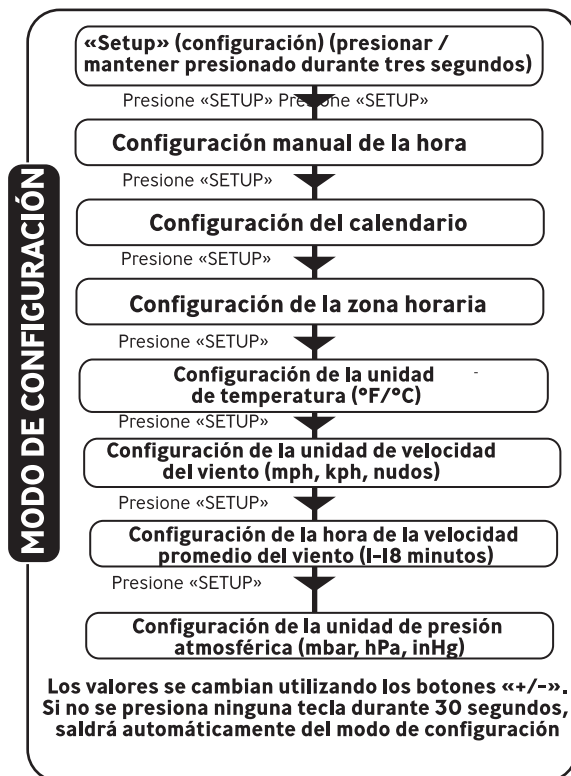 «Setup» (configuración) (presionar /
mantener presionado durante tres segundos)
Presione «SETUP» Presione «SETUP»
Configuración manual de la hora
Presione «SETUP»
Configuración del calendario
Presione «SETUP»
Configuración de la zona horaria
Presione «SETUP»
Configuración de la unidad
de temperatura (°F/°C)
Presione «SETUP»
Configuración de la unidad de velocidad
del viento (mph, kph, nudos)
Presione «SETUP»
Configuración de la hora de la velocidad
promedio del viento (1-18 minutos)
Presione «SETUP»
Configuración de la unidad de presión
atmosférica (mbar, hPa, inHg)
MODO DE CONFIGURACIÓN
Los valores se cambian utilizando los botones «+/-».
Si no se presiona ninguna tecla durante 30 segundos,
saldrá automáticamente del modo de configuración